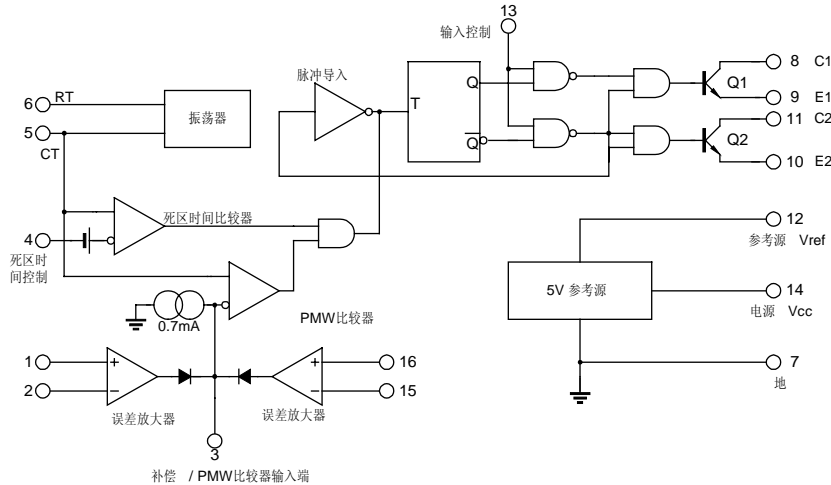 13
输入控制
8 C1
脉冲导入
Q
Q1
6 RT
T
9 E1
振荡器
11 C2
5
CT
Q
Q2
10 E2
死区时间比较器
12
4
参考源 Vref
死区时
间控制
5V 参考源
14
0.7mA
PMW比较器
电源 Vcc
1
+
+
16
7
2
−
−
15
地
误差放大器
误差放大器
3
补偿 / PMW比较器输入端